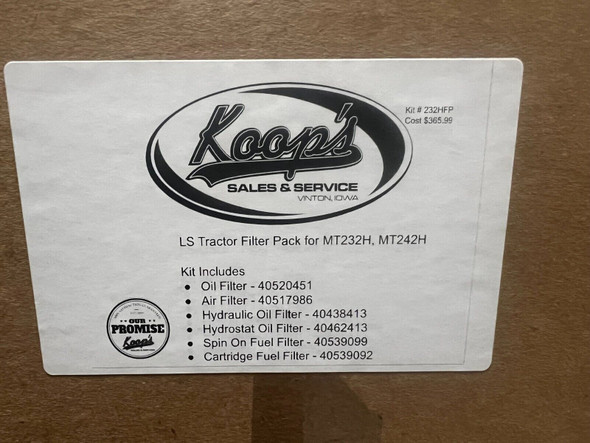 Koop's
SALES & SERVICE
VINTON, IOWA
Kit # 232HFP
Cost $365.99
LS Tractor Filter Pack for MT232H, MT242H
Kit Includes
• Oil Filter - 40520451
• Air Filter - 40517986
• Hydraulic Oil Filter - 40438413
• Hydrostat Oil Filter - 40462413
• Spin On Fuel Filter - 40539099
• Cartridge Fuel Filter - 40539092
OUR
PROMISE
Koop's